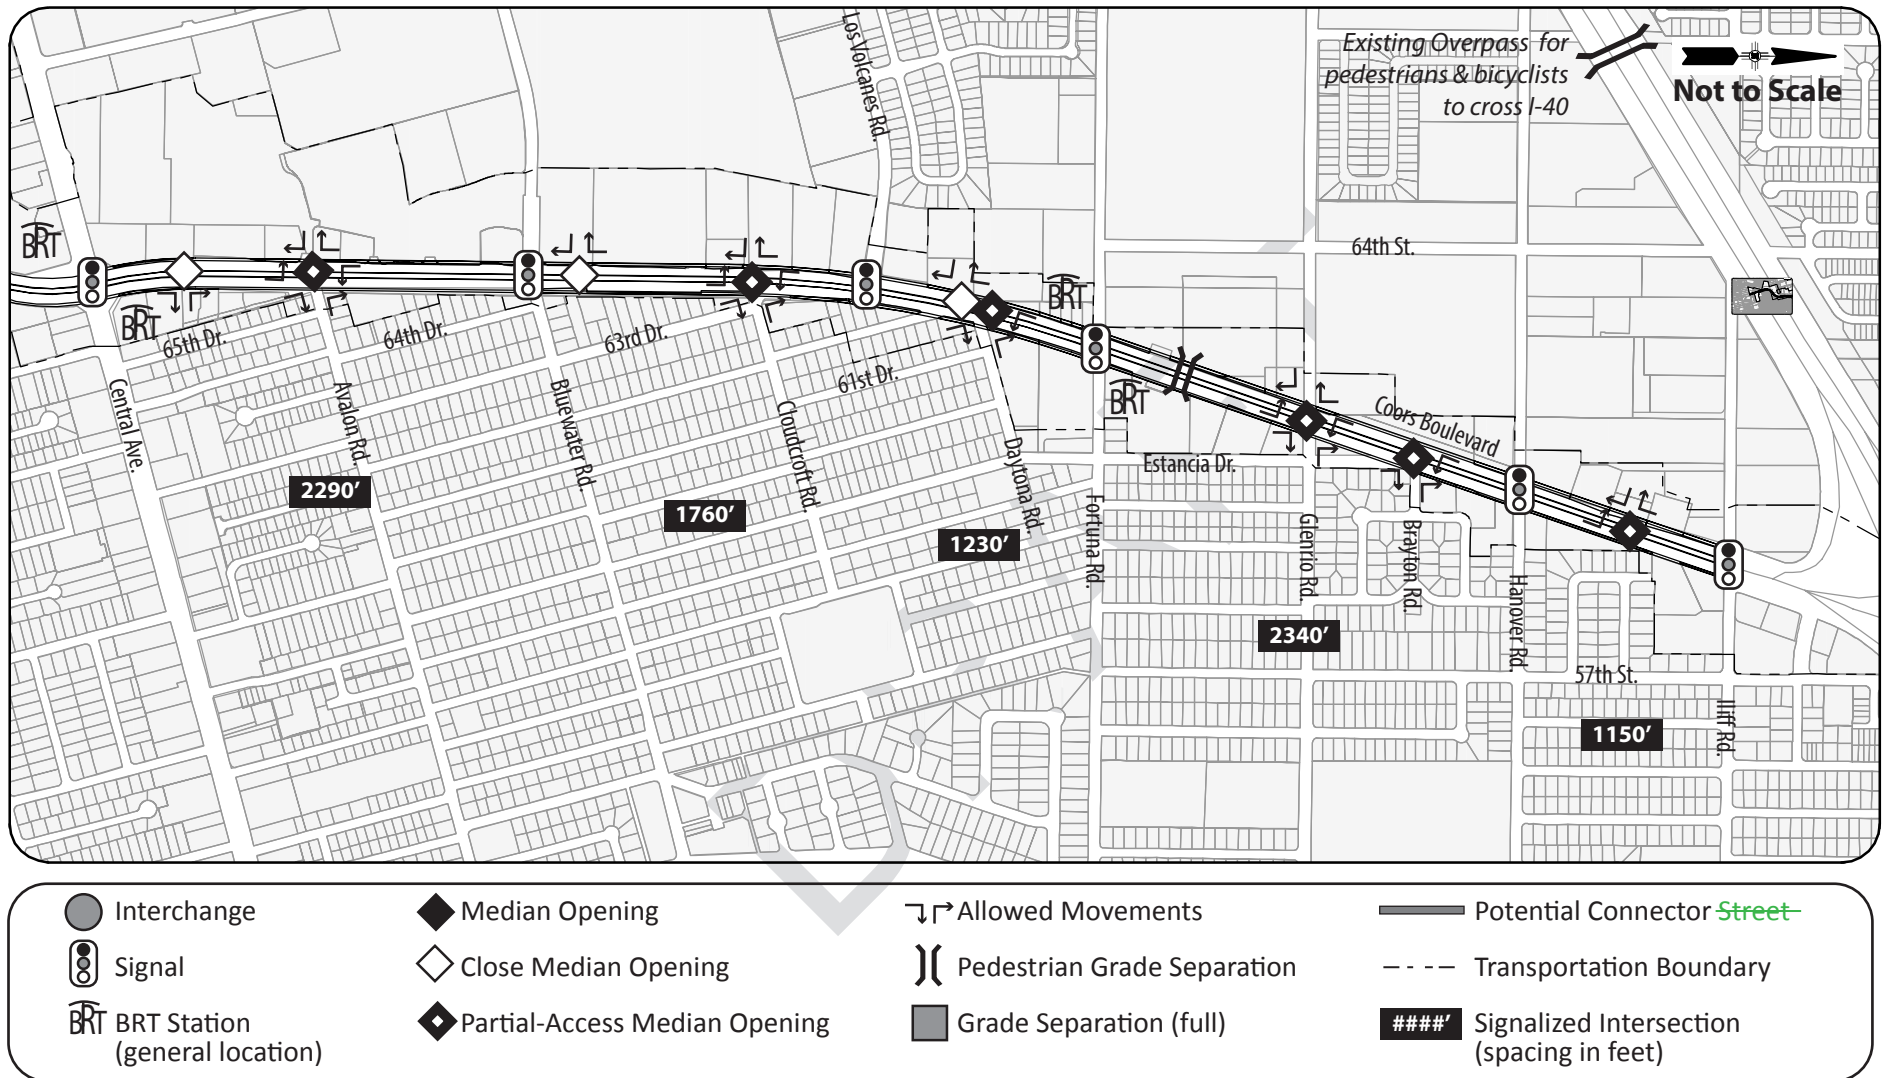 Los Volcanes Rd.
Existing Overpass for
pedestrians & bicyclists
to cross I-40
Not to Scale
64th St.
BRT
BRT
BRT
BRT
65th Dr.
64th Dr.
63rd Dr.
61st Dr.
Central Ave.
Avalon Rd.
Bluewater Rd.
Cloudcroft Rd.
Daytona Rd.
Fortuna Rd.
Estancia Dr.
Coors Boulevard
Glenrio Rd.
Brayton Rd.
Hanover Rd.
57th St.
Iliff Rd.
2290’
1760’
1230’
2340’
1150’
Interchange
Signal
BRT BRT Station
(general location)
Median Opening
Close Median Opening
Partial-Access Median Opening
Allowed Movements
Pedestrian Grade Separation
Grade Separation (full)
Potential Connector Street
Transportation Boundary
####’ Signalized Intersection
(spacing in feet)